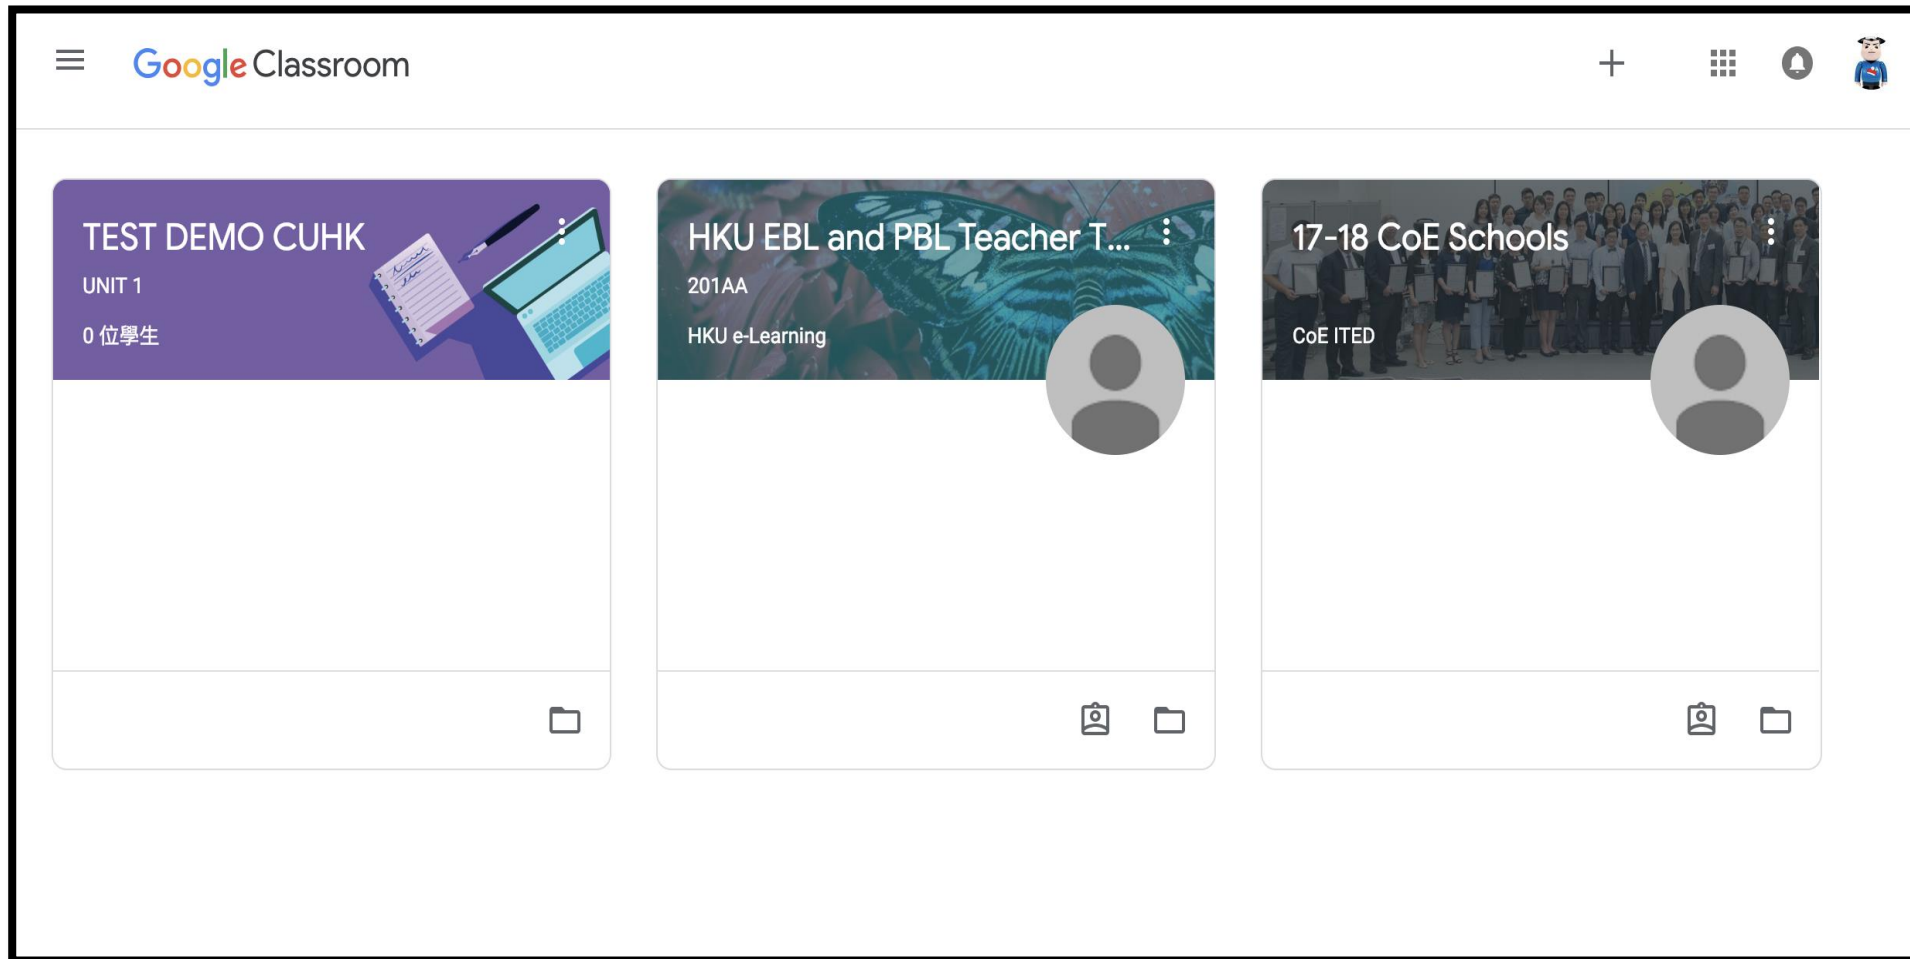 Google Classroom
TEST DEMO CUHK
UNIT 1
0 位學生
HKU EBL and PBL Teacher T...
201AA
HKU e-Learning
17-18 CoE Schools
CoE ITED